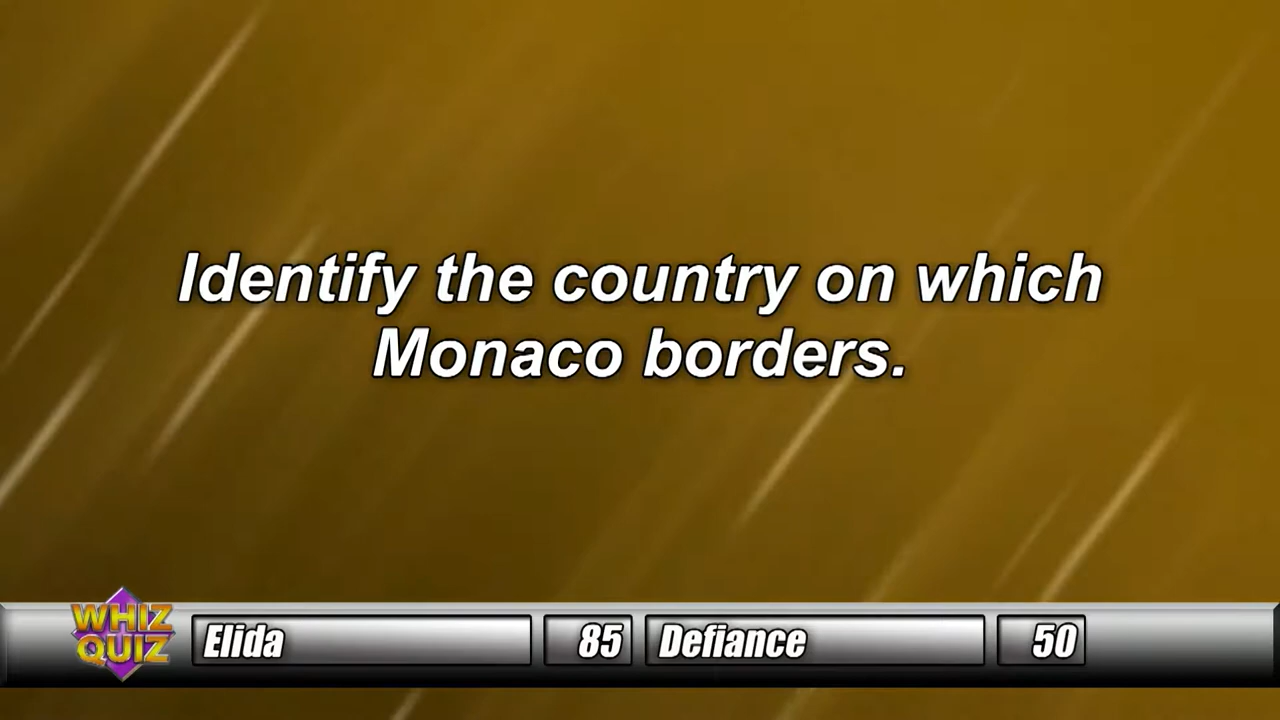 Identify the country on which
Monaco borders.
WHIZ
QUIZ
Elida 85 Defiance 50